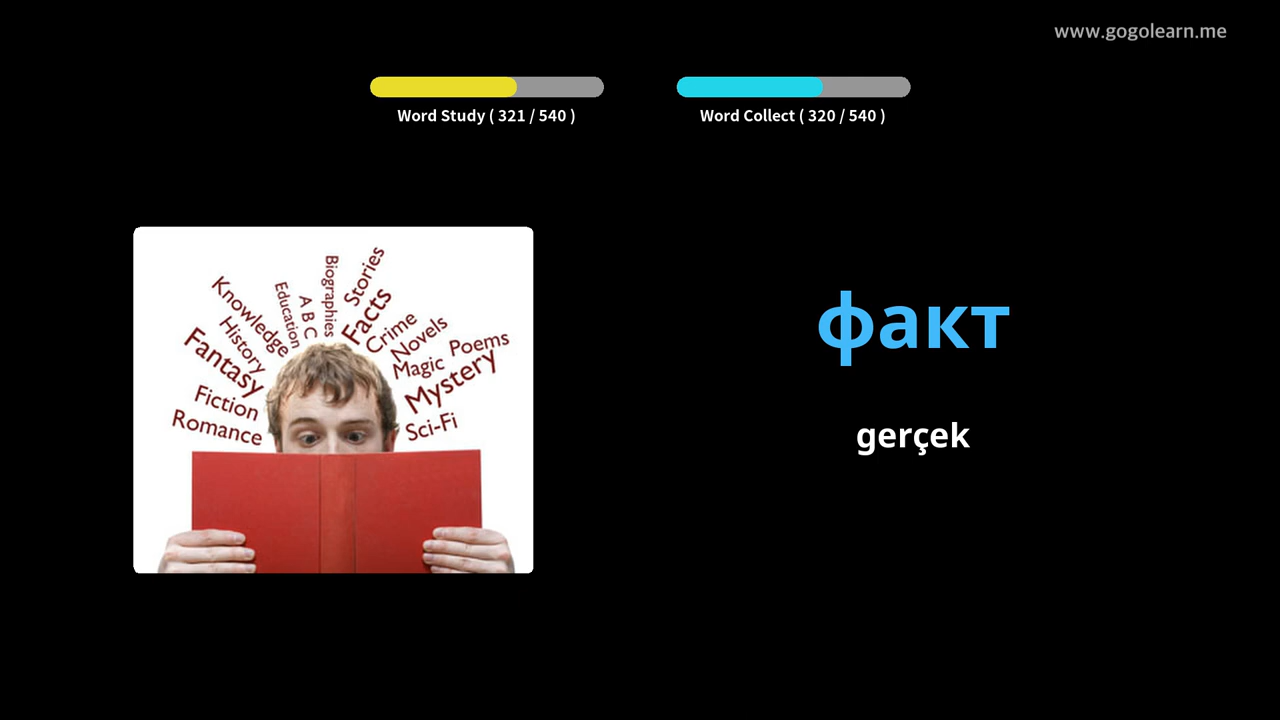 www.gogolearn.me
Word Study ( 321 / 540 )
Word Collect ( 320 / 540 )
Stories
Biographies
Facts
A B C
Education
Knowledge
Crime
History
Novels
Poems
Fantasy
Magic
Mystery
Fiction
Romance
Sci-Fi
факт
gerçek